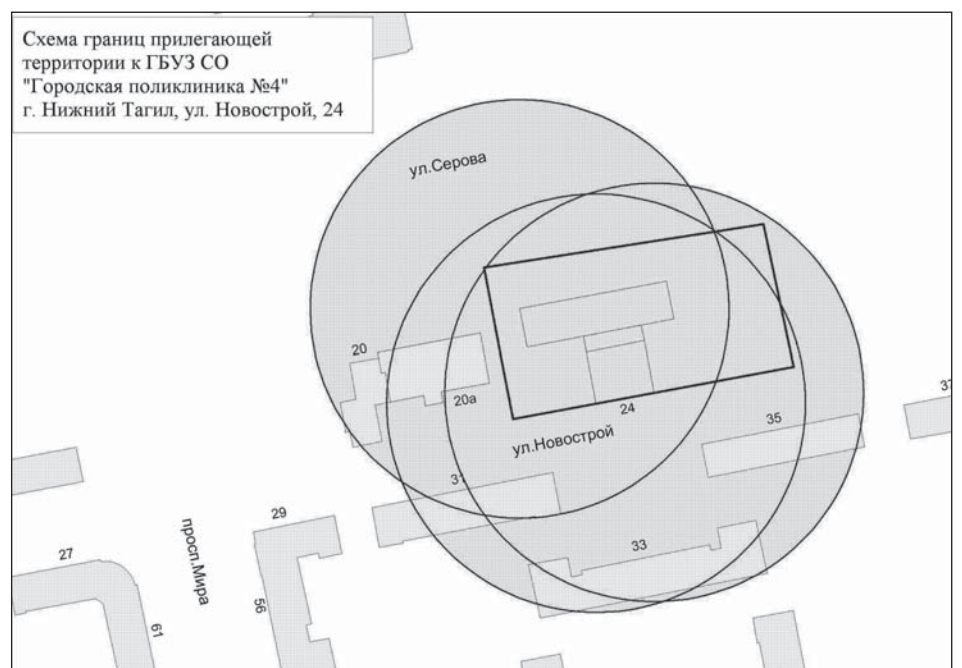 Схема границ прилегающей
территории к ГБУЗ СО
"Городская поликлиника №4"
г. Нижний Тагил, ул. Новострой, 24
ул.Серова
20
20а
24
37
35
ул.Новострой
31
29
33
27
просп.Мира
56
61